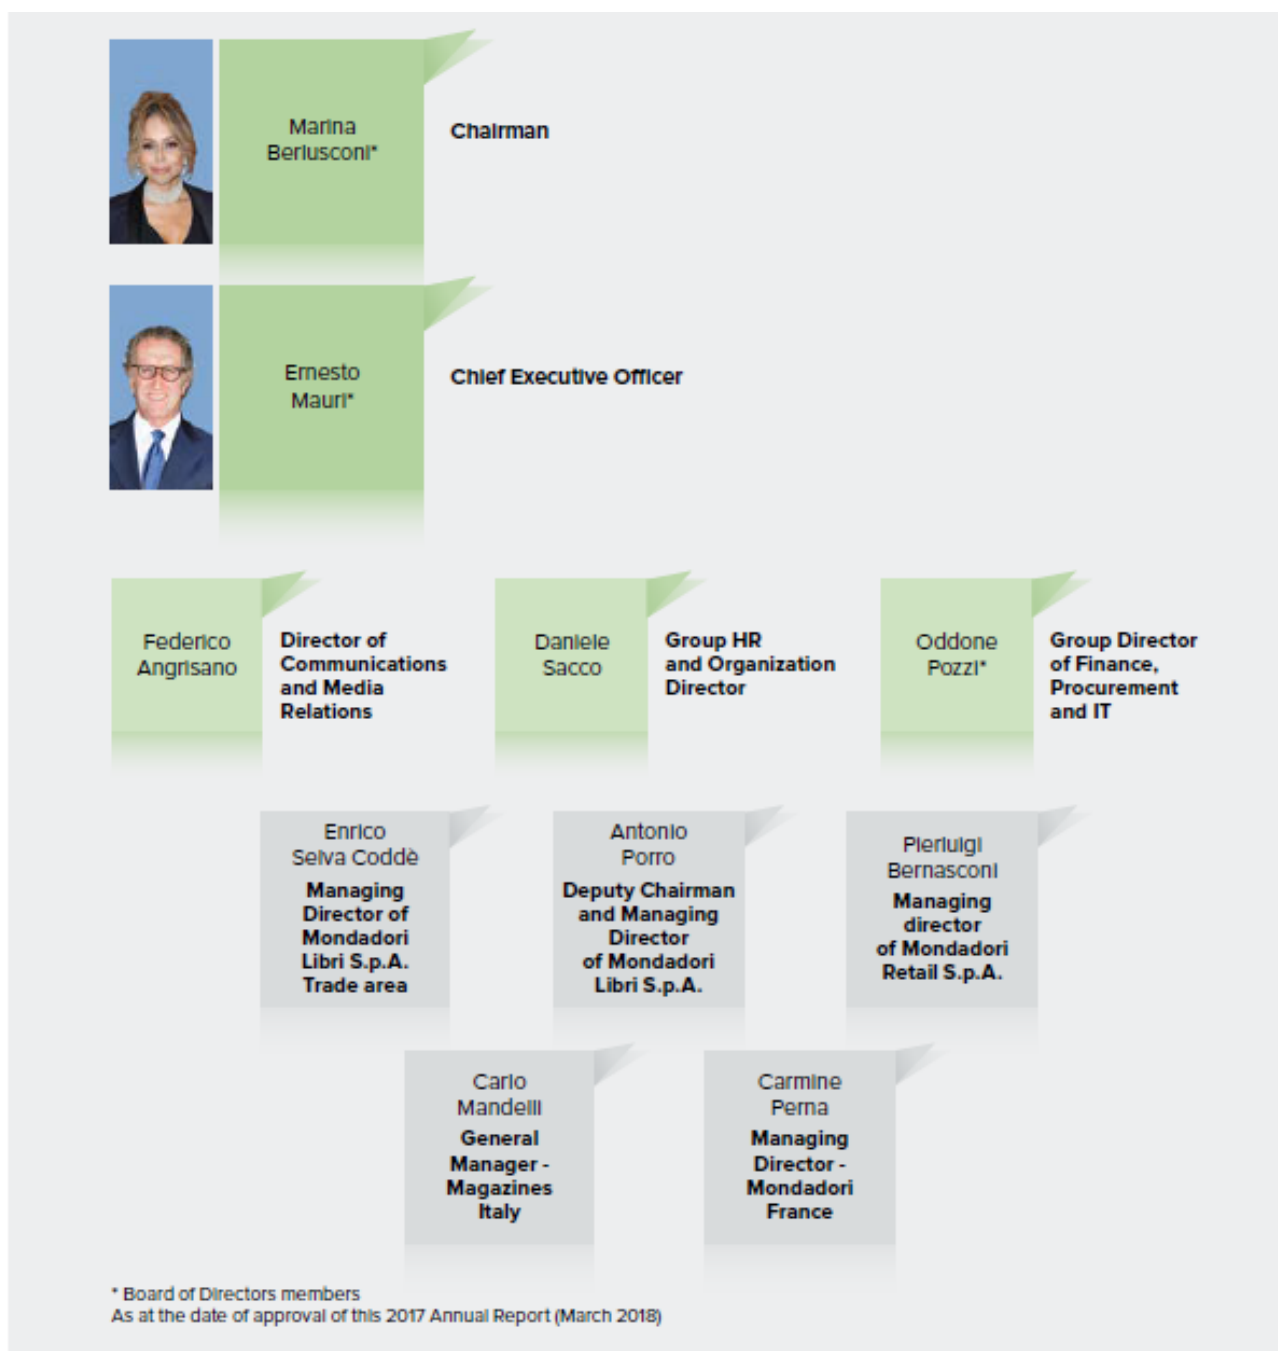 Marina
Berlusconi*
Chairman
Ernesto
Mauri*
Chief Executive Officer
Federico
Angrisano
Director of
Communications
and Media
Relations
Daniele
Sacco
Group HR
and Organization
Director
Oddone
Pozzi*
Group Director
of Finance,
Procurement
and IT
Enrico
Selva Coddè
Managing
Director of
Mondadori
Libri S.p.A.
Trade area
Antonio
Porro
Deputy Chairman
and Managing
Director
of Mondadori
Libri S.p.A.
Pierluigi
Bernasconi
Managing
director
of Mondadori
Retail S.p.A.
Carlo
Mandelli
General
Manager -
Magazines
Italy
Carmine
Perna
Managing
Director -
Mondadori
France
* Board of Directors members
As at the date of approval of this 2017 Annual Report (March 2018)